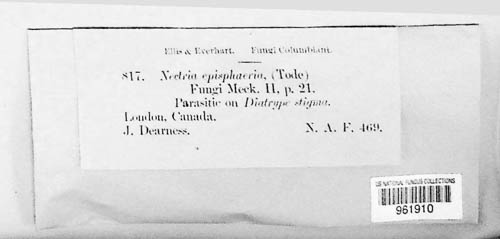 Ellis & Everhart. Fungi Columbiani.
817. Nectria episphaeria, (Tode)
Fungi Meck. II, p. 21.
Parasitic on Diatrype stigma.
London, Canada.
J. Dearness. N. A. F. 469.
US NATIONAL FUNGUS COLLECTIONS
961910